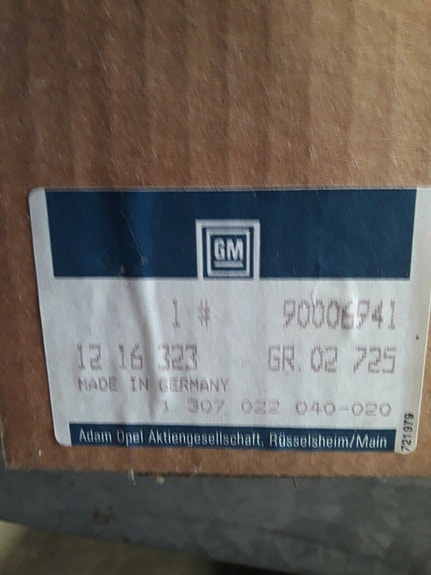 GM
1 # 90006941
12 16 323 GR. 02 725
MADE IN GERMANY
1 307 022 040-020
Adam Opel Aktiengesellschaft, Rüsselsheim/Main
721979